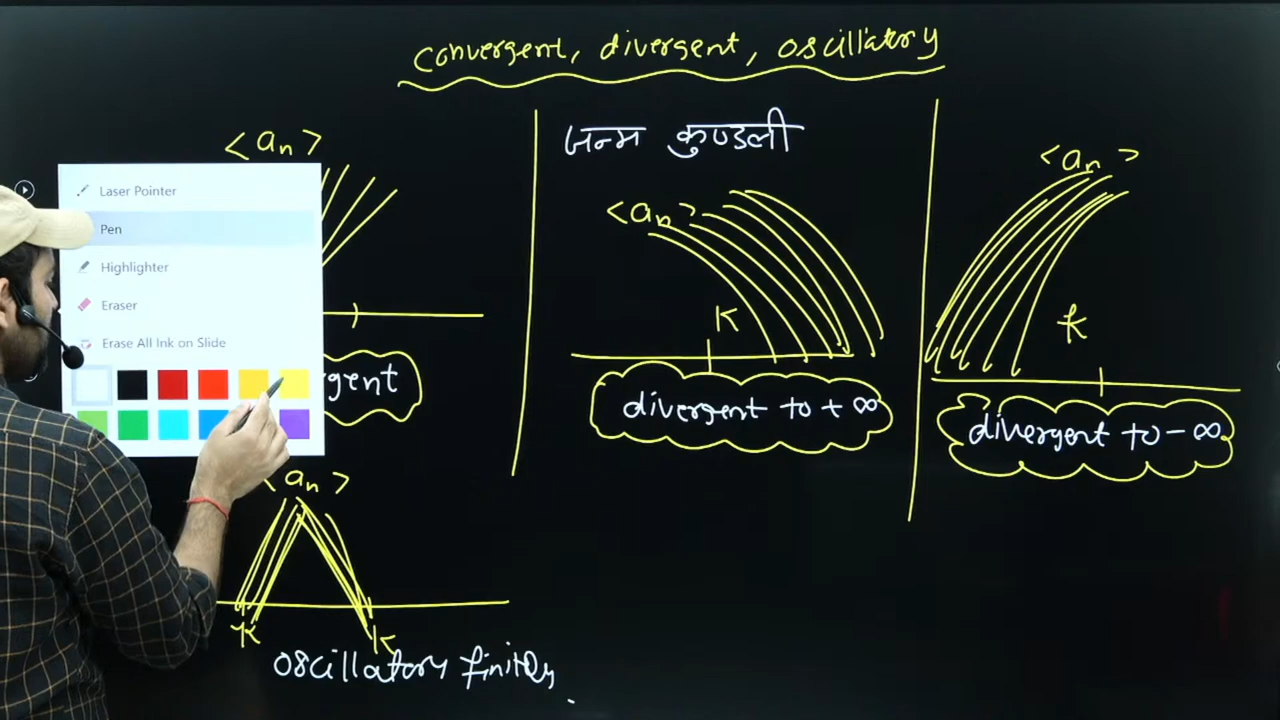 convergent, divergent, oscillatory
<an>
Laser Pointer
Pen
Highlighter
Eraser
Erase All Ink on Slide
gent
जन्म कुण्डली
<an>
K
divergent to + ∞
<an>
k
divergent to - ∞
<an>
K
K
oscillatory finitely